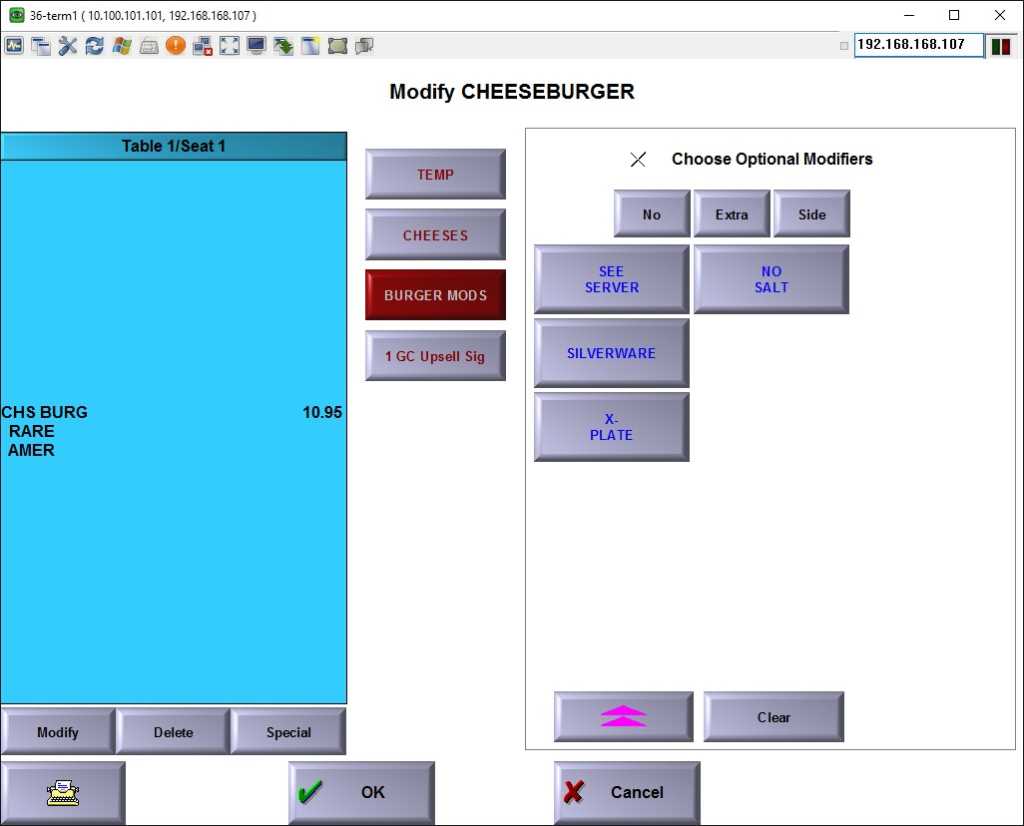 36-term1 ( 10.100.101.101, 192.168.168.107 )
192.168.168.107
Modify CHEESEBURGER
Table 1/Seat 1
CHS BURG 10.95
RARE
AMER
Modify
Delete
Special
TEMP
CHEESES
BURGER MODS
1 GC Upsell Sig
Choose Optional Modifiers
No
Extra
Side
SEE
SERVER
NO
SALT
SILVERWARE
X-
PLATE
Clear
OK
Cancel